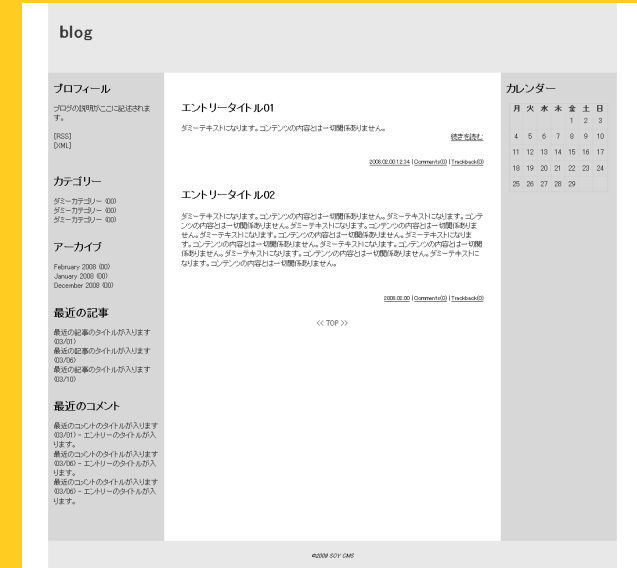 blog
プロフィール
ブログの説明がここに記述されま
す。
[RSS]
[XML]
カテゴリー
ダミーカテゴリー (00)
ダミーカテゴリー (00)
ダミーカテゴリー (00)
アーカイブ
February 2008 (00)
January 2008 (00)
December 2008 (00)
最近の記事
最近の記事のタイトルが入ります
(03/01)
最近の記事のタイトルが入ります
(03/06)
最近の記事のタイトルが入ります
(03/10)
最近のコメント
最近のコメントのタイトルが入ります
(03/01) - エントリーのタイトルが入
ります。
最近のコメントのタイトルが入ります
(03/06) - エントリーのタイトルが入
ります。
最近のコメントのタイトルが入ります
(03/06) - エントリーのタイトルが入
ります。
エントリータイトル01
ダミーテキストになります。コンテンツの内容とは一切関係ありません。
続きを読む
2008.02.00 12:34 | Comments(0) | Trackback(0)
エントリータイトル02
ダミーテキストになります。コンテンツの内容とは一切関係ありません。ダミーテキストになります。コンテ
ンツの内容とは一切関係ありません。ダミーテキストになります。コンテンツの内容とは一切関係ありま
せん。ダミーテキストになります。コンテンツの内容とは一切関係ありません。ダミーテキストになりま
す。コンテンツの内容とは一切関係ありません。ダミーテキストになります。コンテンツの内容とは一切関
係ありません。ダミーテキストになります。コンテンツの内容とは一切関係ありません。ダミーテキストに
なります。コンテンツの内容とは一切関係ありません。
2008.02.00 | Comments(0) | Trackback(0)
<< TOP >>
カレンダー
月 火 水 木 金 土 日
1 2 3
4 5 6 7 8 9 10
11 12 13 14 15 16 17
18 19 20 21 22 23 24
25 26 27 28 29
©2009 SOY CMS